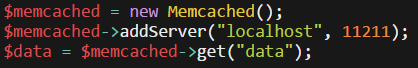 $memcached = new Memcached();
$memcached->addServer("localhost", 11211);
$data = $memcached->get("data");